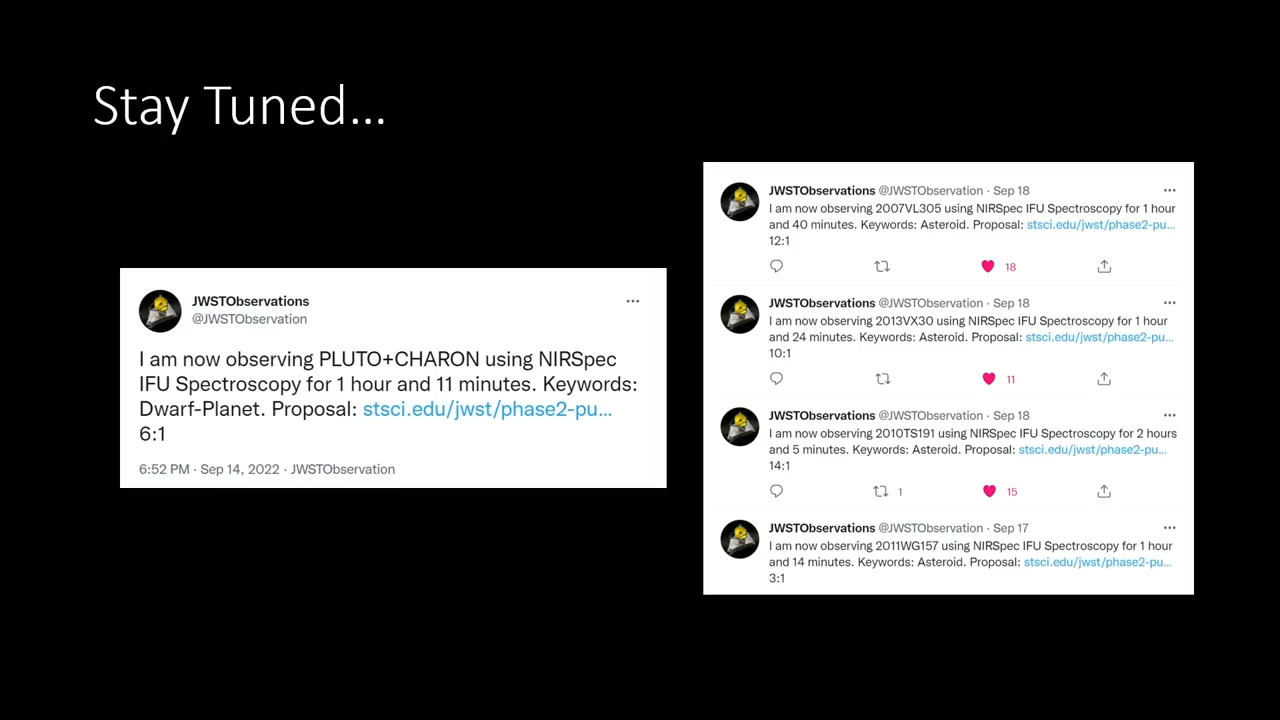 Stay Tuned...
JWSTObservations
@JWSTObservation
I am now observing PLUTO+CHARON using NIRSpec
IFU Spectroscopy for 1 hour and 11 minutes. Keywords:
Dwarf-Planet. Proposal: stsci.edu/jwst/phase2-pu...
6:1
6:52 PM · Sep 14, 2022 · JWSTObservation
JWSTObservations @JWSTObservation · Sep 18
I am now observing 2007VL305 using NIRSpec IFU Spectroscopy for 1 hour
and 40 minutes. Keywords: Asteroid. Proposal: stsci.edu/jwst/phase2-pu...
12:1
18
JWSTObservations @JWSTObservation · Sep 18
I am now observing 2013VX30 using NIRSpec IFU Spectroscopy for 1 hour
and 24 minutes. Keywords: Asteroid. Proposal: stsci.edu/jwst/phase2-pu...
10:1
11
JWSTObservations @JWSTObservation · Sep 18
I am now observing 2010TS191 using NIRSpec IFU Spectroscopy for 2 hours
and 5 minutes. Keywords: Asteroid. Proposal: stsci.edu/jwst/phase2-pu...
14:1
1 15
JWSTObservations @JWSTObservation · Sep 17
I am now observing 2011WG157 using NIRSpec IFU Spectroscopy for 1 hour
and 14 minutes. Keywords: Asteroid. Proposal: stsci.edu/jwst/phase2-pu...
3:1